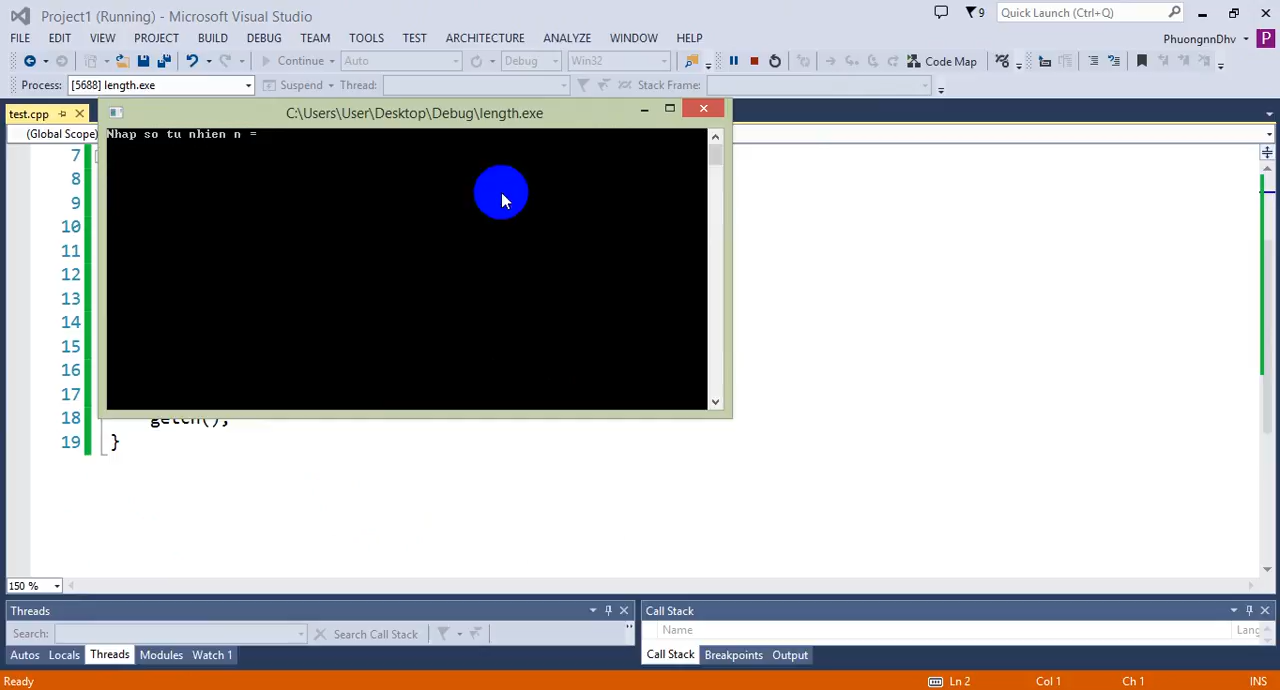 Project1 (Running) - Microsoft Visual Studio
9
Quick Launch (Ctrl+Q)
FILE EDIT VIEW PROJECT BUILD DEBUG TEAM TOOLS TEST ARCHITECTURE ANALYZE WINDOW HELP
PhuongnnDhv P
Continue Auto Debug Win32 Code Map
Process: [5688] length.exe Suspend Thread: Stack Frame:
test.cpp
C:\Users\User\Desktop\Debug\length.exe
(Global Scope)
Nhap so tu nhien n =
7
8
9
10
11
12
13
14
15
16
17
18 getch();
19 }
150 %
Threads
Call Stack
Search: Search Call Stack
Name Lang
Autos Locals Threads Modules Watch 1
Call Stack Breakpoints Output
Ready Ln 2 Col 1 Ch 1 INS